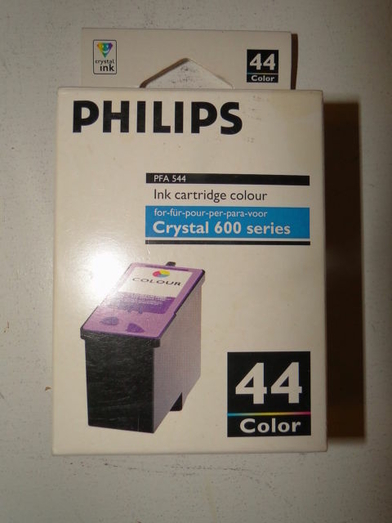 crystal
ink
44
Color
PHILIPS
PFA 544
Ink cartridge colour
for-für-pour-per-para-voor
Crystal 600 series
COLOUR
44
Color